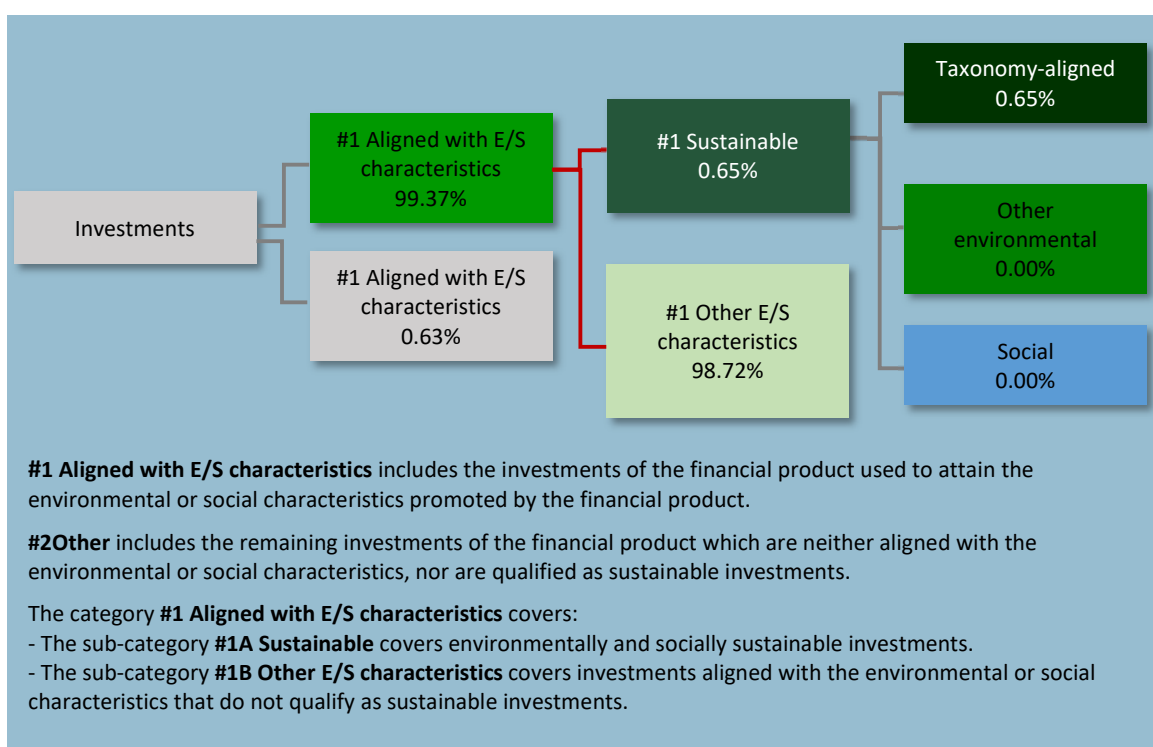 Investments
#1 Aligned with E/S
characteristics
99.37%
#1 Aligned with E/S
characteristics
0.63%
#1 Sustainable
0.65%
#1 Other E/S
characteristics
98.72%
Taxonomy-aligned
0.65%
Other
environmental
0.00%
Social
0.00%
#1 Aligned with E/S characteristics includes the investments of the financial product used to attain the
environmental or social characteristics promoted by the financial product.
#2Other includes the remaining investments of the financial product which are neither aligned with the
environmental or social characteristics, nor are qualified as sustainable investments.
The category #1 Aligned with E/S characteristics covers:
- The sub-category #1A Sustainable covers environmentally and socially sustainable investments.
- The sub-category #1B Other E/S characteristics covers investments aligned with the environmental or social
characteristics that do not qualify as sustainable investments.